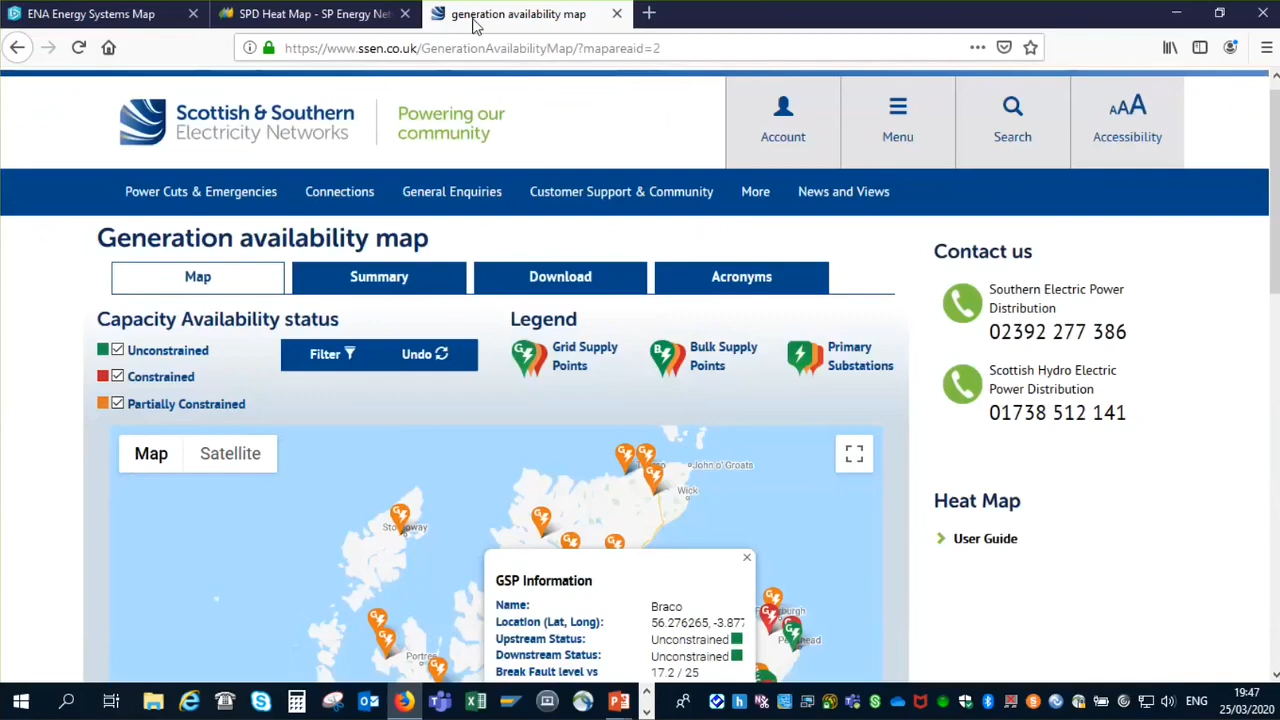 ENA Energy Systems Map
SPD Heat Map - SP Energy Net
generation availability map
https://www.ssen.co.uk/GenerationAvailabilityMap/?mapareaid=2
Scottish & Southern
Electricity Networks
Powering our
community
Account
Menu
Search
AAA
Accessibility
Power Cuts & Emergencies
Connections
General Enquiries
Customer Support & Community
More
News and Views
Generation availability map
Map
Summary
Download
Acronyms
Contact us
Southern Electric Power
Distribution
02392 277 386
Scottish Hydro Electric
Power Distribution
01738 512 141
Heat Map
User Guide
Capacity Availability status
Unconstrained
Constrained
Partially Constrained
Filter
Undo
Legend
Grid Supply
Points
Bulk Supply
Points
Primary
Substations
Map
Satellite
John o' Groats
Wick
Portree
GSP Information
Name: Braco
Location (Lat, Long): 56.276265, -3.877
Upstream Status: Unconstrained
Downstream Status: Unconstrained
Break Fault level vs 17.2 / 25
ENG
19:47
25/03/2020